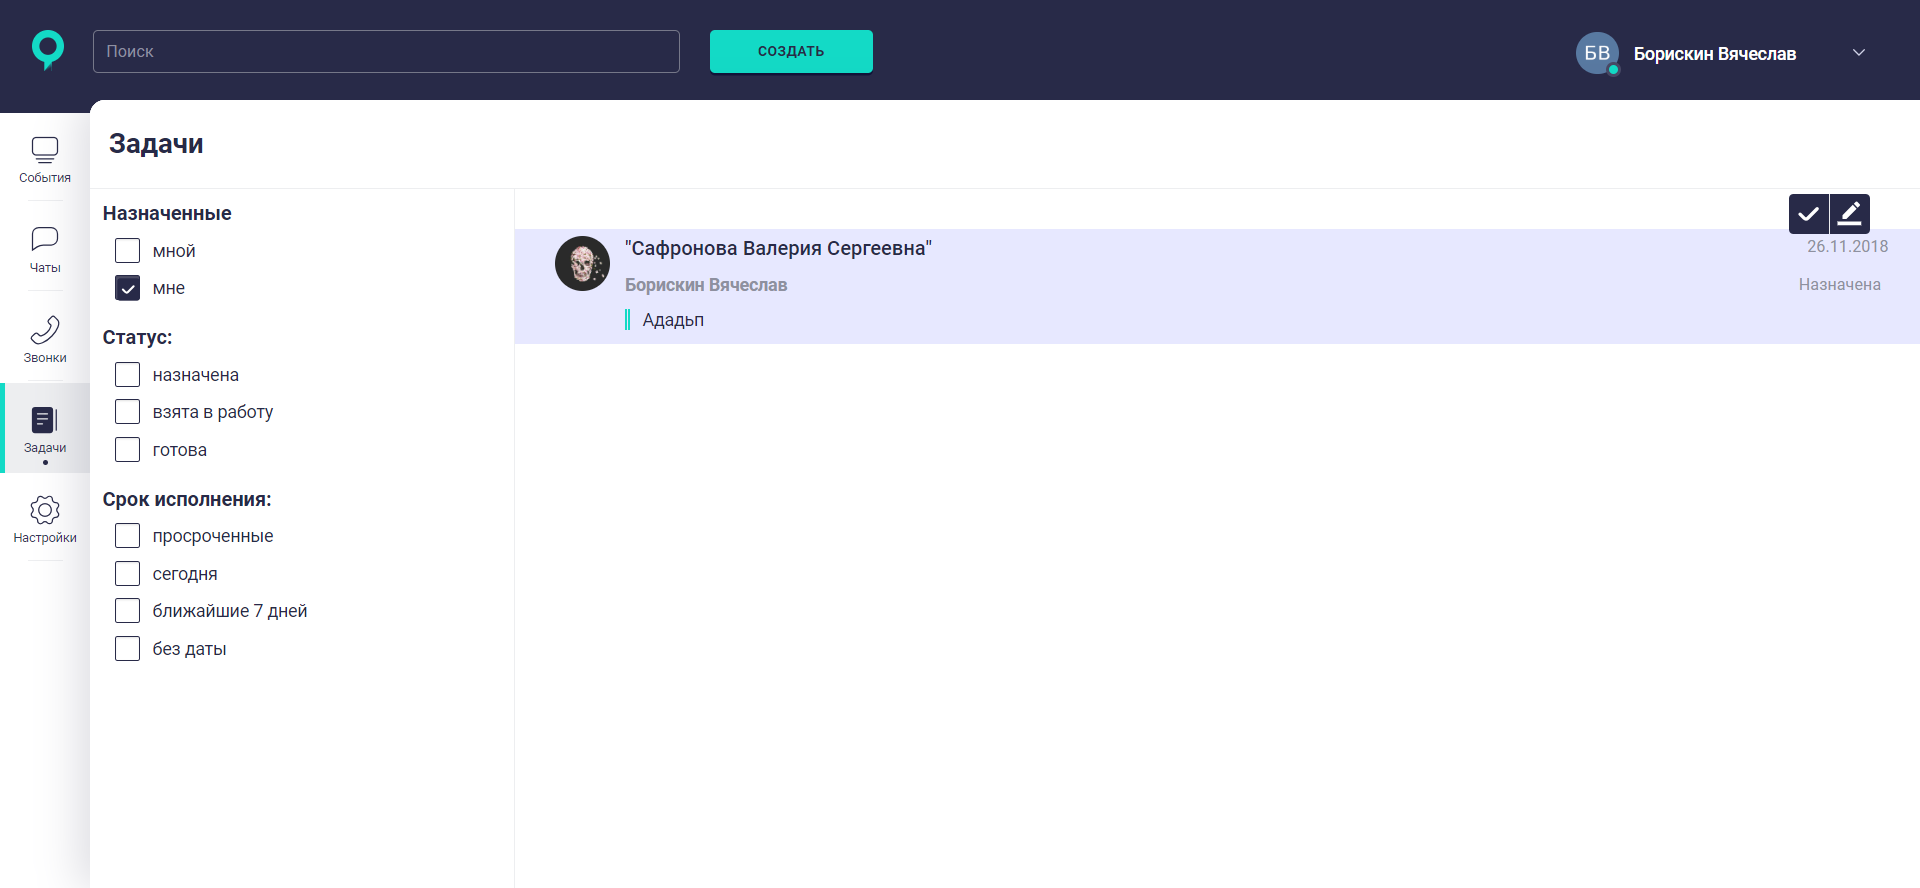 Поиск
СОЗДАТЬ
БВ
Борискин Вячеслав
События
Чаты
Звонки
Задачи
Настройки
Задачи
Назначенные
мной
мне
Статус:
назначена
взята в работу
готова
Срок исполнения:
просроченные
сегодня
ближайшие 7 дней
без даты
"Сафронова Валерия Сергеевна"
26.11.2018
Борискин Вячеслав
Назначена
Ададьп